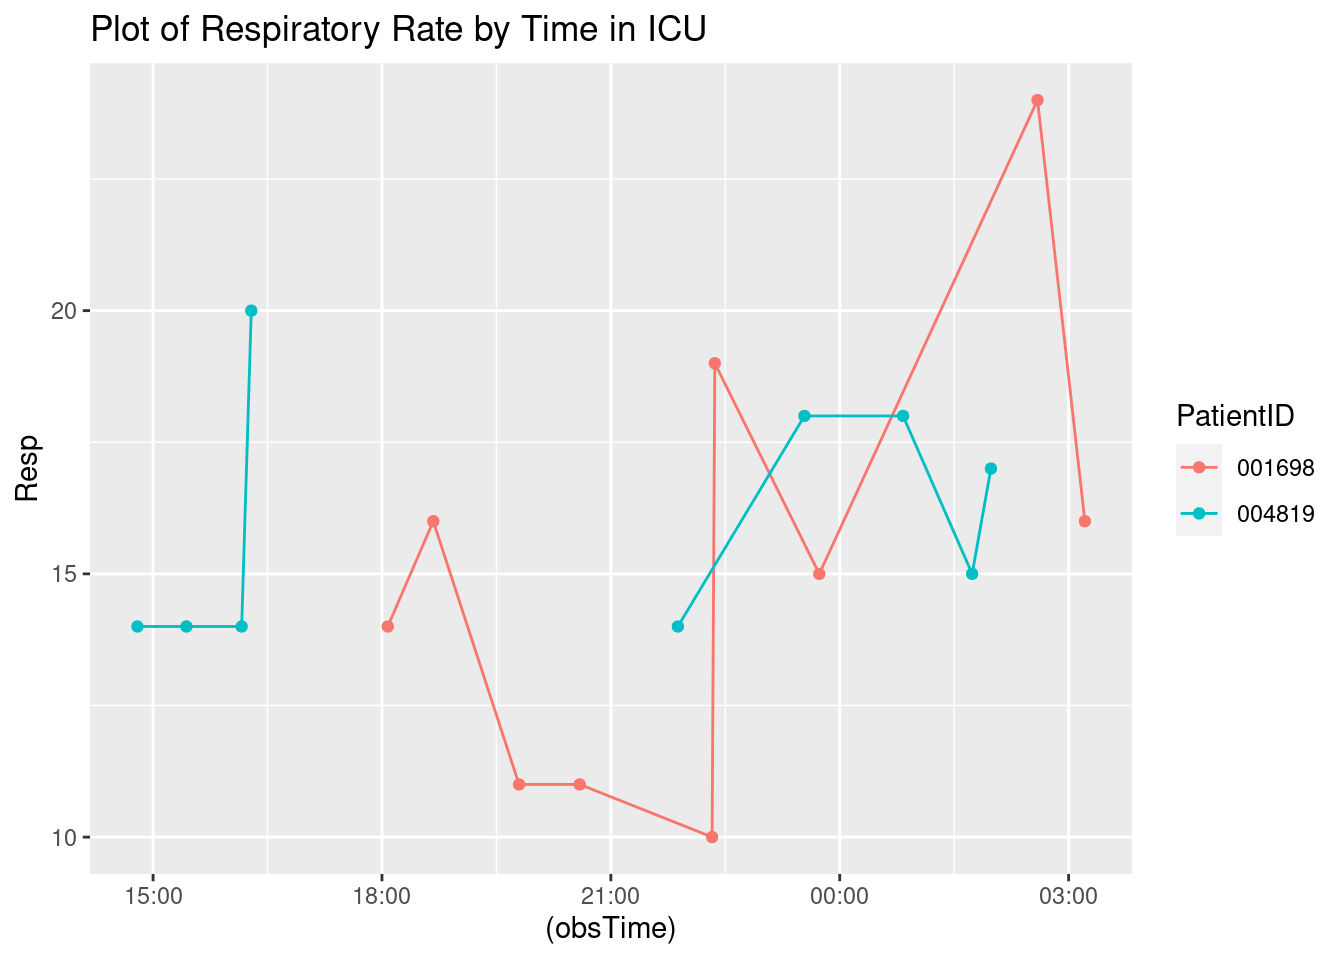 Plot of Respiratory Rate by Time in ICU
Resp
20
15
10
15:00 18:00 21:00 00:00 03:00
(obsTime)
PatientID
001698
004819